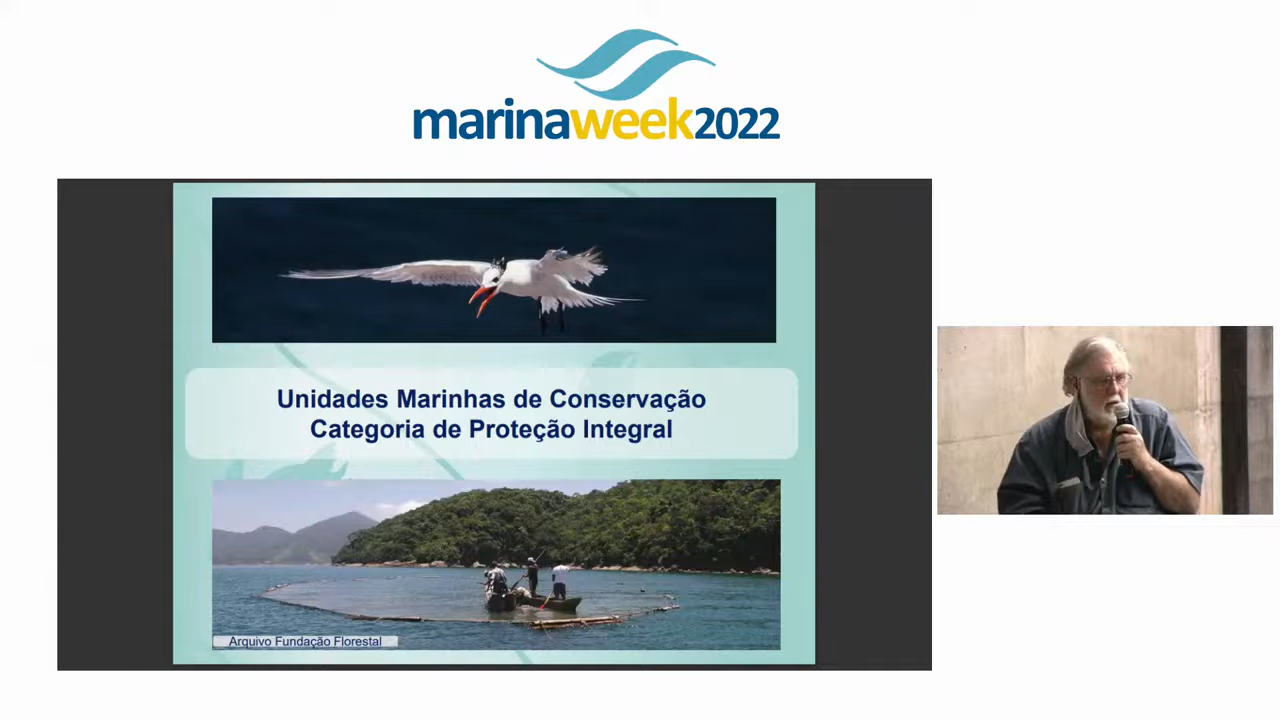 marinaweek2022
Unidades Marinhas de Conservação
Categoria de Proteção Integral
Arquivo Fundação Florestal